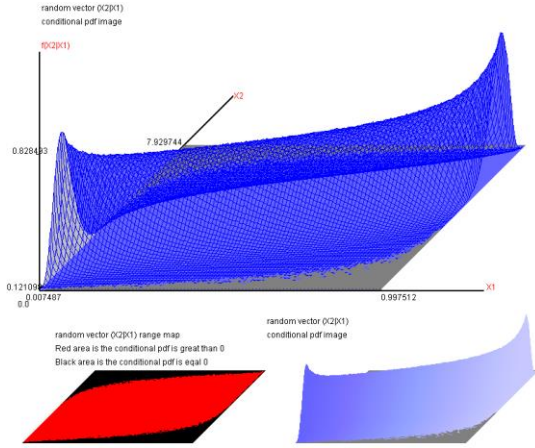 random vector (X2|X1)
conditional pdf image
f(X2|X1)
X2
7.929744
0.828493
0.121098
0.007487
0.0
0.997512
X1
random vector (X2|X1) range map
Red area is the conditional pdf is great than 0
Black area is the conditional pdf is eqal 0
random vector (X2|X1)
conditional pdf image